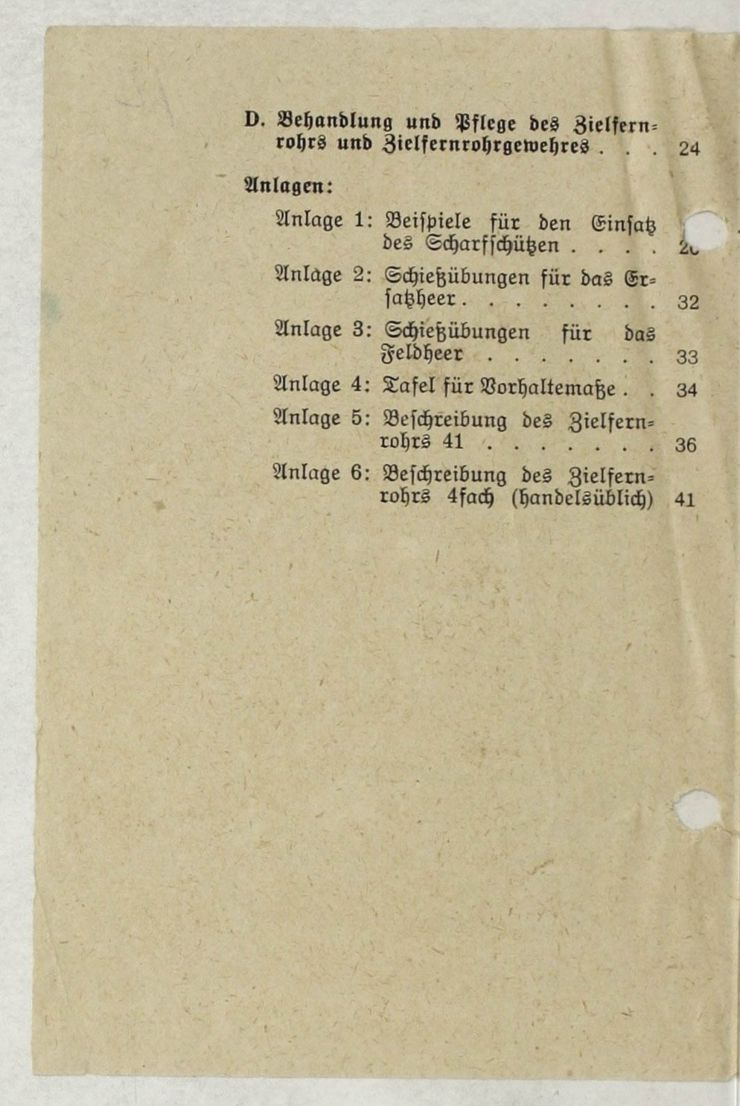 D. Behandlung und Pflege des Zielfern-
rohrs und Zielfernrohrgewehres . . . 24
Anlagen:
Anlage 1: Beispiele für den Einsatz
des Scharfschützen . . . .
Anlage 2: Schießübungen für das Er-
satzheer . . . . . . . . 32
Anlage 3: Schießübungen für das
Feldheer . . . . . . . 33
Anlage 4: Tafel für Vorhaltemaße . . 34
Anlage 5: Beschreibung des Zielfern-
rohrs 41 . . . . . . . 36
Anlage 6: Beschreibung des Zielfern-
rohrs 4fach (handelsüblich) 41